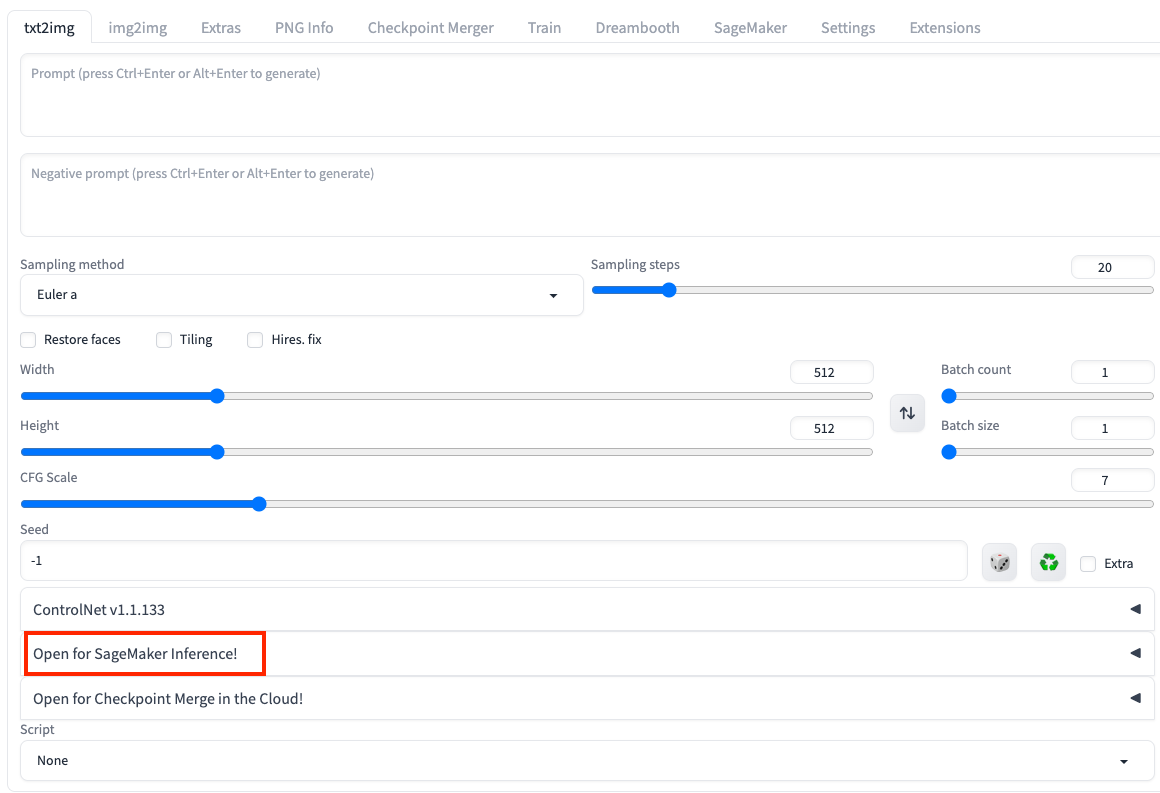 txt2img img2img Extras PNG Info Checkpoint Merger Train Dreambooth SageMaker Settings Extensions
Prompt (press Ctrl+Enter or Alt+Enter to generate)
Negative prompt (press Ctrl+Enter or Alt+Enter to generate)
Sampling method Sampling steps 20
Euler a
Restore faces Tiling Hires. fix
Width 512 Batch count 1
Height 512 Batch size 1
CFG Scale 7
Seed
-1 Extra
ControlNet v1.1.133
Open for SageMaker Inference!
Open for Checkpoint Merge in the Cloud!
Script
None